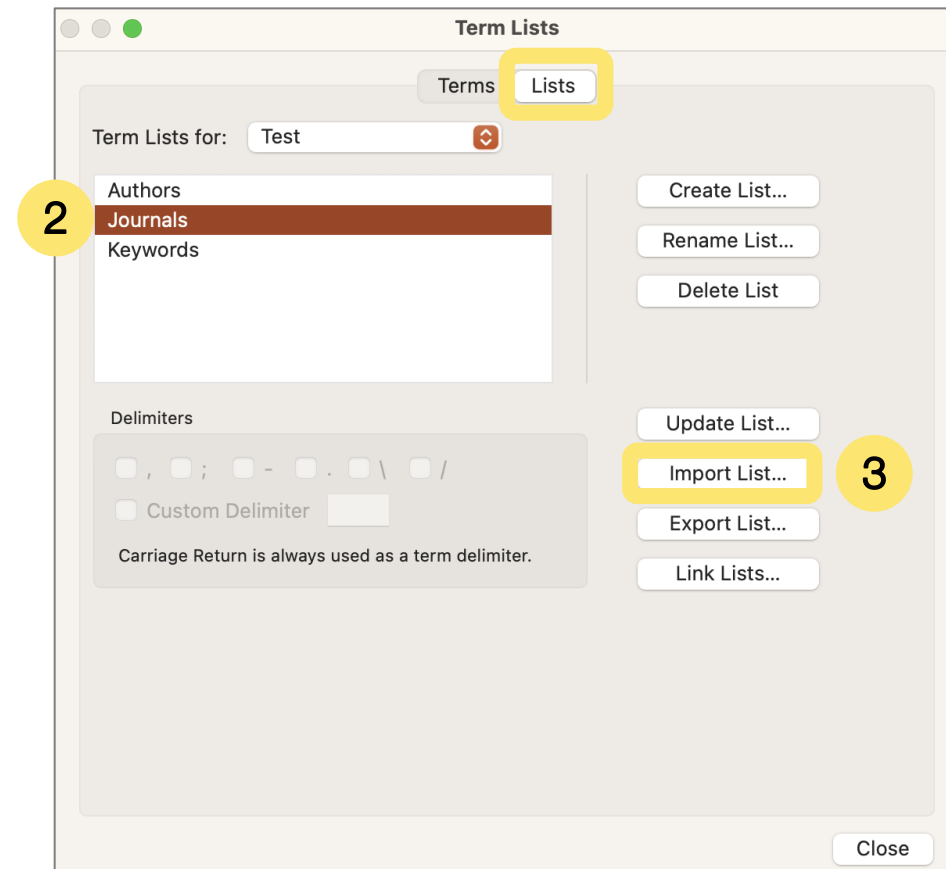 Term Lists
Terms Lists
Term Lists for: Test
2
Authors
Journals
Keywords
Create List...
Rename List...
Delete List
Delimiters
, ; - . \ /
Custom Delimiter
Carriage Return is always used as a term delimiter.
Update List...
Import List...
3
Export List...
Link Lists...
Close